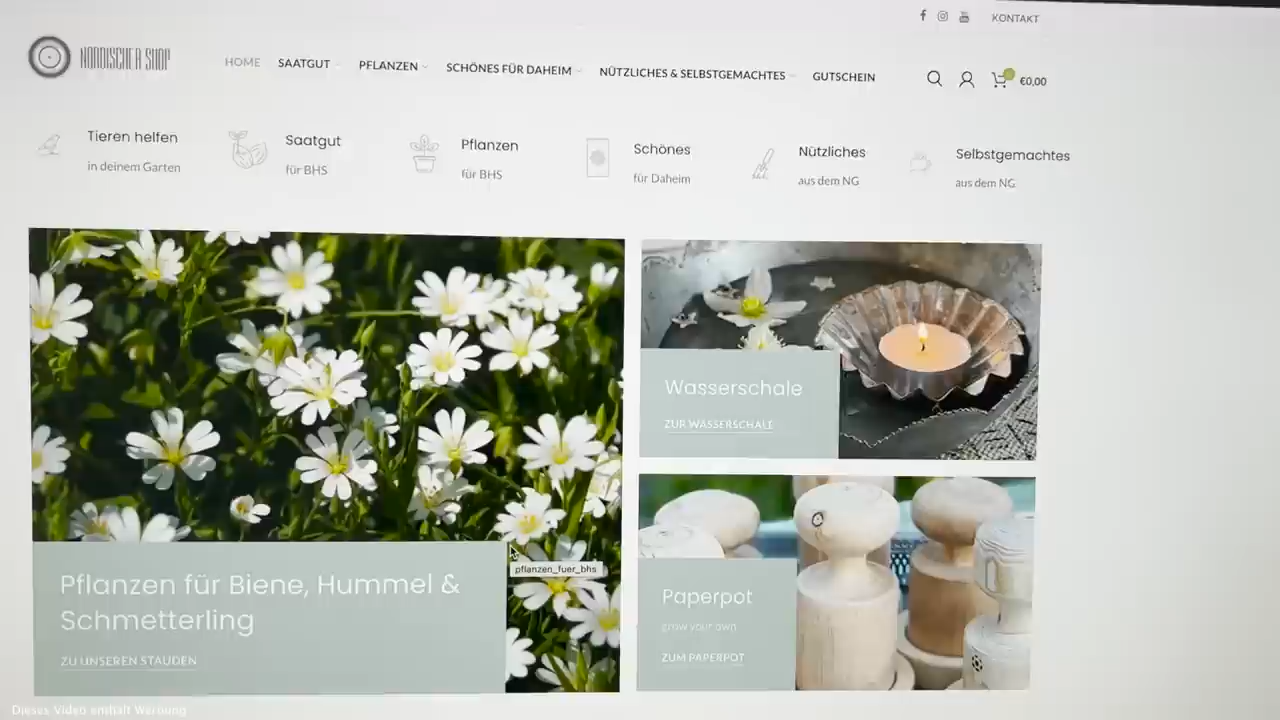 KONTAKT
NORDISCHER SHOP
HOME SAATGUT PFLANZEN SCHÖNES FÜR DAHEIM NÜTZLICHES & SELBSTGEMACHTES GUTSCHEIN €0,00
Tieren helfen
in deinem Garten
Saatgut
für BHS
Pflanzen
für BHS
Schönes
für Daheim
Nützliches
aus dem NG
Selbstgemachtes
aus dem NG
Wasserschale
ZUR WASSERSCHALE
pflanzen_fuer_bhs
Pflanzen für Biene, Hummel &
Schmetterling
ZU UNSEREN STAUDEN
Paperpot
grow your own
ZUM PAPERPOT
Dieses Video enthält Werbung